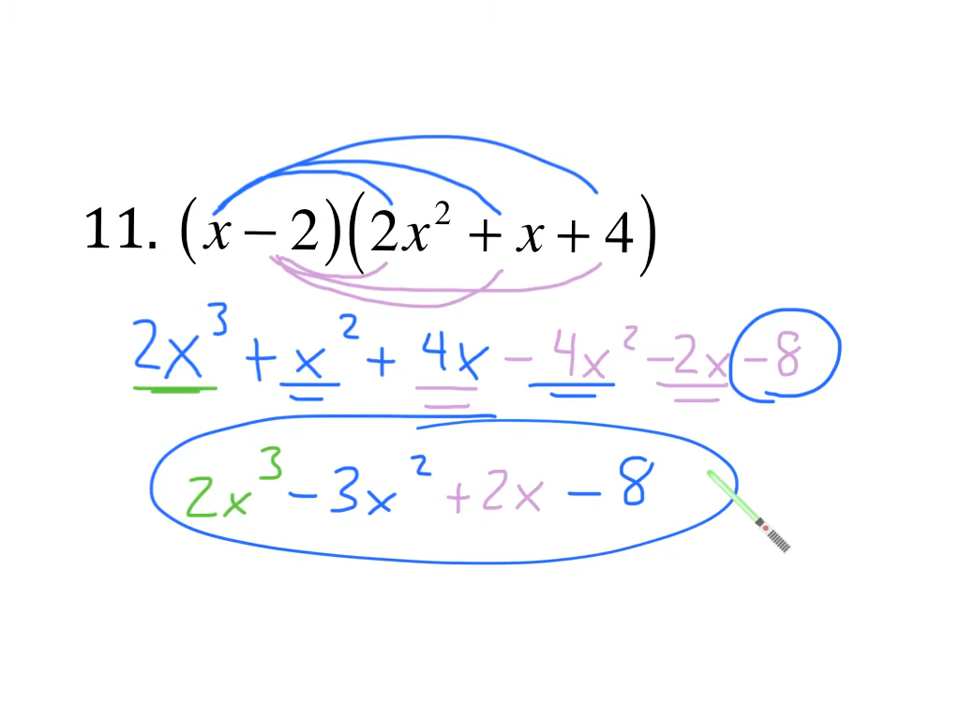 11. (x − 2)(2x² + x + 4)
2x³ + x² + 4x − 4x² − 2x − 8
2x³ − 3x² + 2x − 8